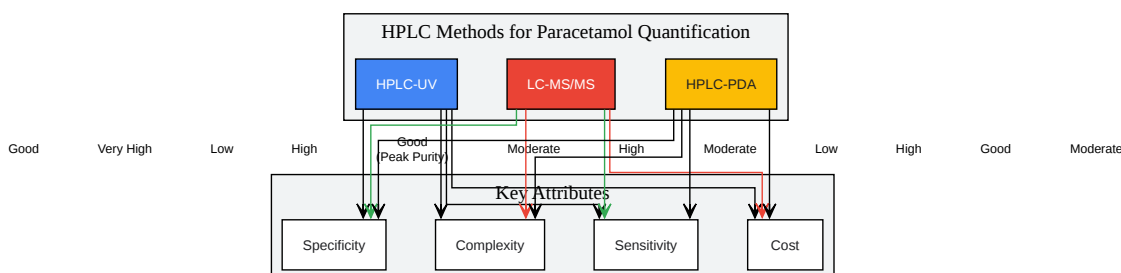 HPLC Methods for Paracetamol Quantification
HPLC-UV
LC-MS/MS
HPLC-PDA
Good
Very High
Low
High
Good
(Peak Purity)
Moderate
High
Moderate
Low
High
Good
Moderate
Key Attributes
Specificity
Complexity
Sensitivity
Cost